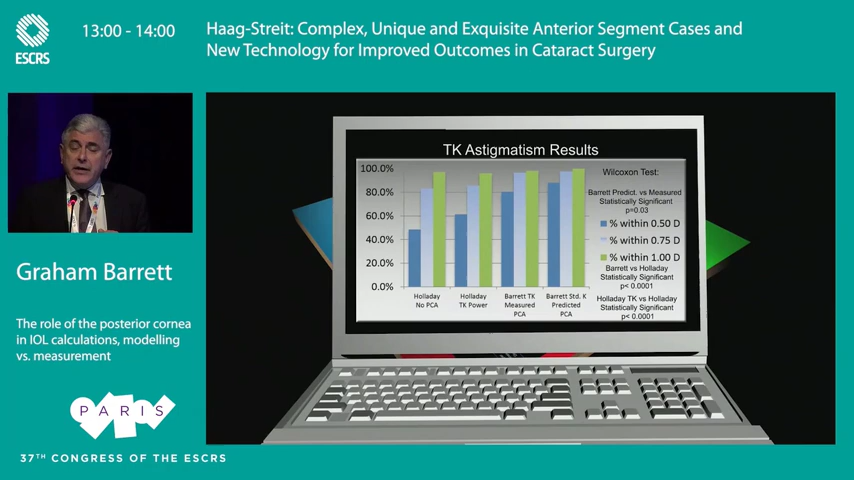 ESCRS
13:00 - 14:00
Haag-Streit: Complex, Unique and Exquisite Anterior Segment Cases and
New Technology for Improved Outcomes in Cataract Surgery
Graham Barrett
The role of the posterior cornea
in IOL calculations, modelling
vs. measurement
PARIS
37TH CONGRESS OF THE ESCRS
TK Astigmatism Results
100.0%
80.0%
60.0%
40.0%
20.0%
0.0%
Holladay
No PCA
Holladay
TK Power
Barrett TK
Measured
PCA
Barrett Std. K
Predicted
PCA
Wilcoxon Test:
Barrett Predict. vs Measured
Statistically Significant
p=0.03
% within 0.50 D
% within 0.75 D
% within 1.00 D
Barrett vs Holladay
Statistically Significant
p< 0.0001
Holladay TK vs Holladay
Statistically Significant
p< 0.0001